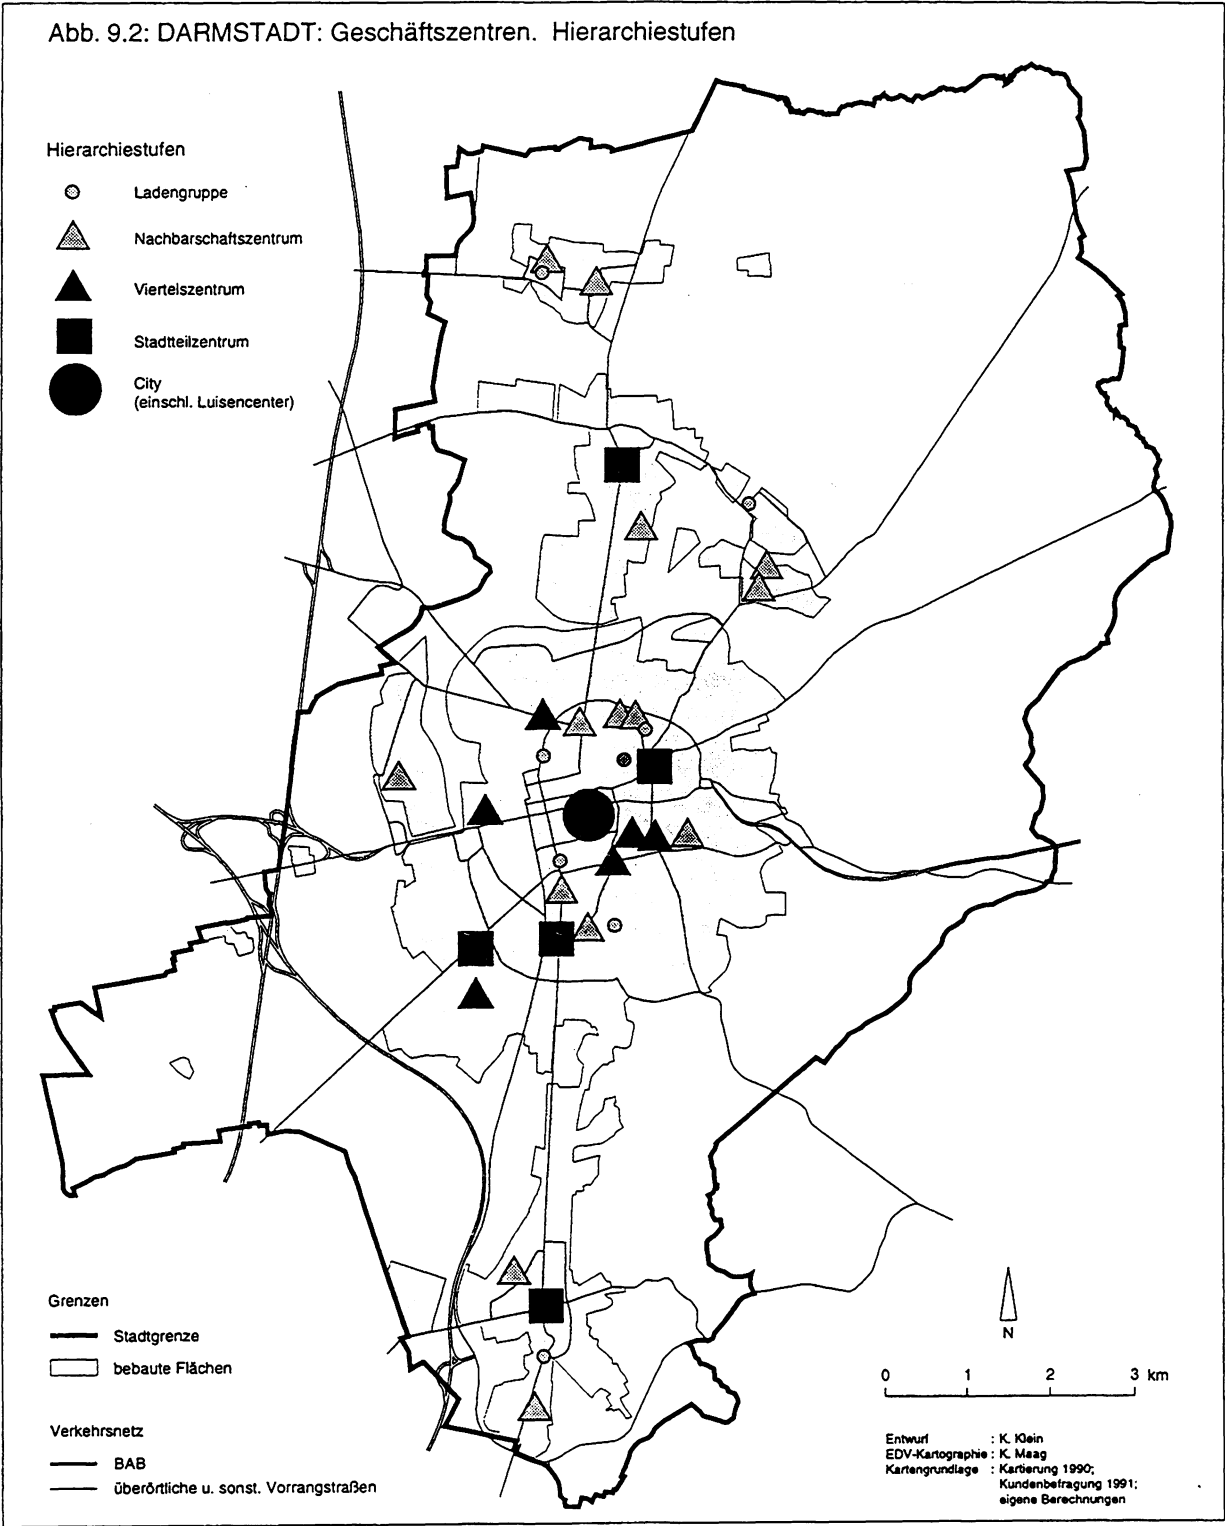 Abb. 9.2: DARMSTADT: Geschäftszentren. Hierarchiestufen
Hierarchiestufen
Ladengruppe
Nachbarschaftszentrum
Viertelszentrum
Stadtteilzentrum
City
(einschl. Luisencenter)
Grenzen
Stadtgrenze
bebaute Flächen
Verkehrsnetz
BAB
überörtliche u. sonst. Vorrangstraßen
N
0 1 2 3 km
Entwurf : K. Klein
EDV-Kartographie : K. Maag
Kartengrundlage : Kartierung 1990;
Kundenbefragung 1991;
eigene Berechnungen